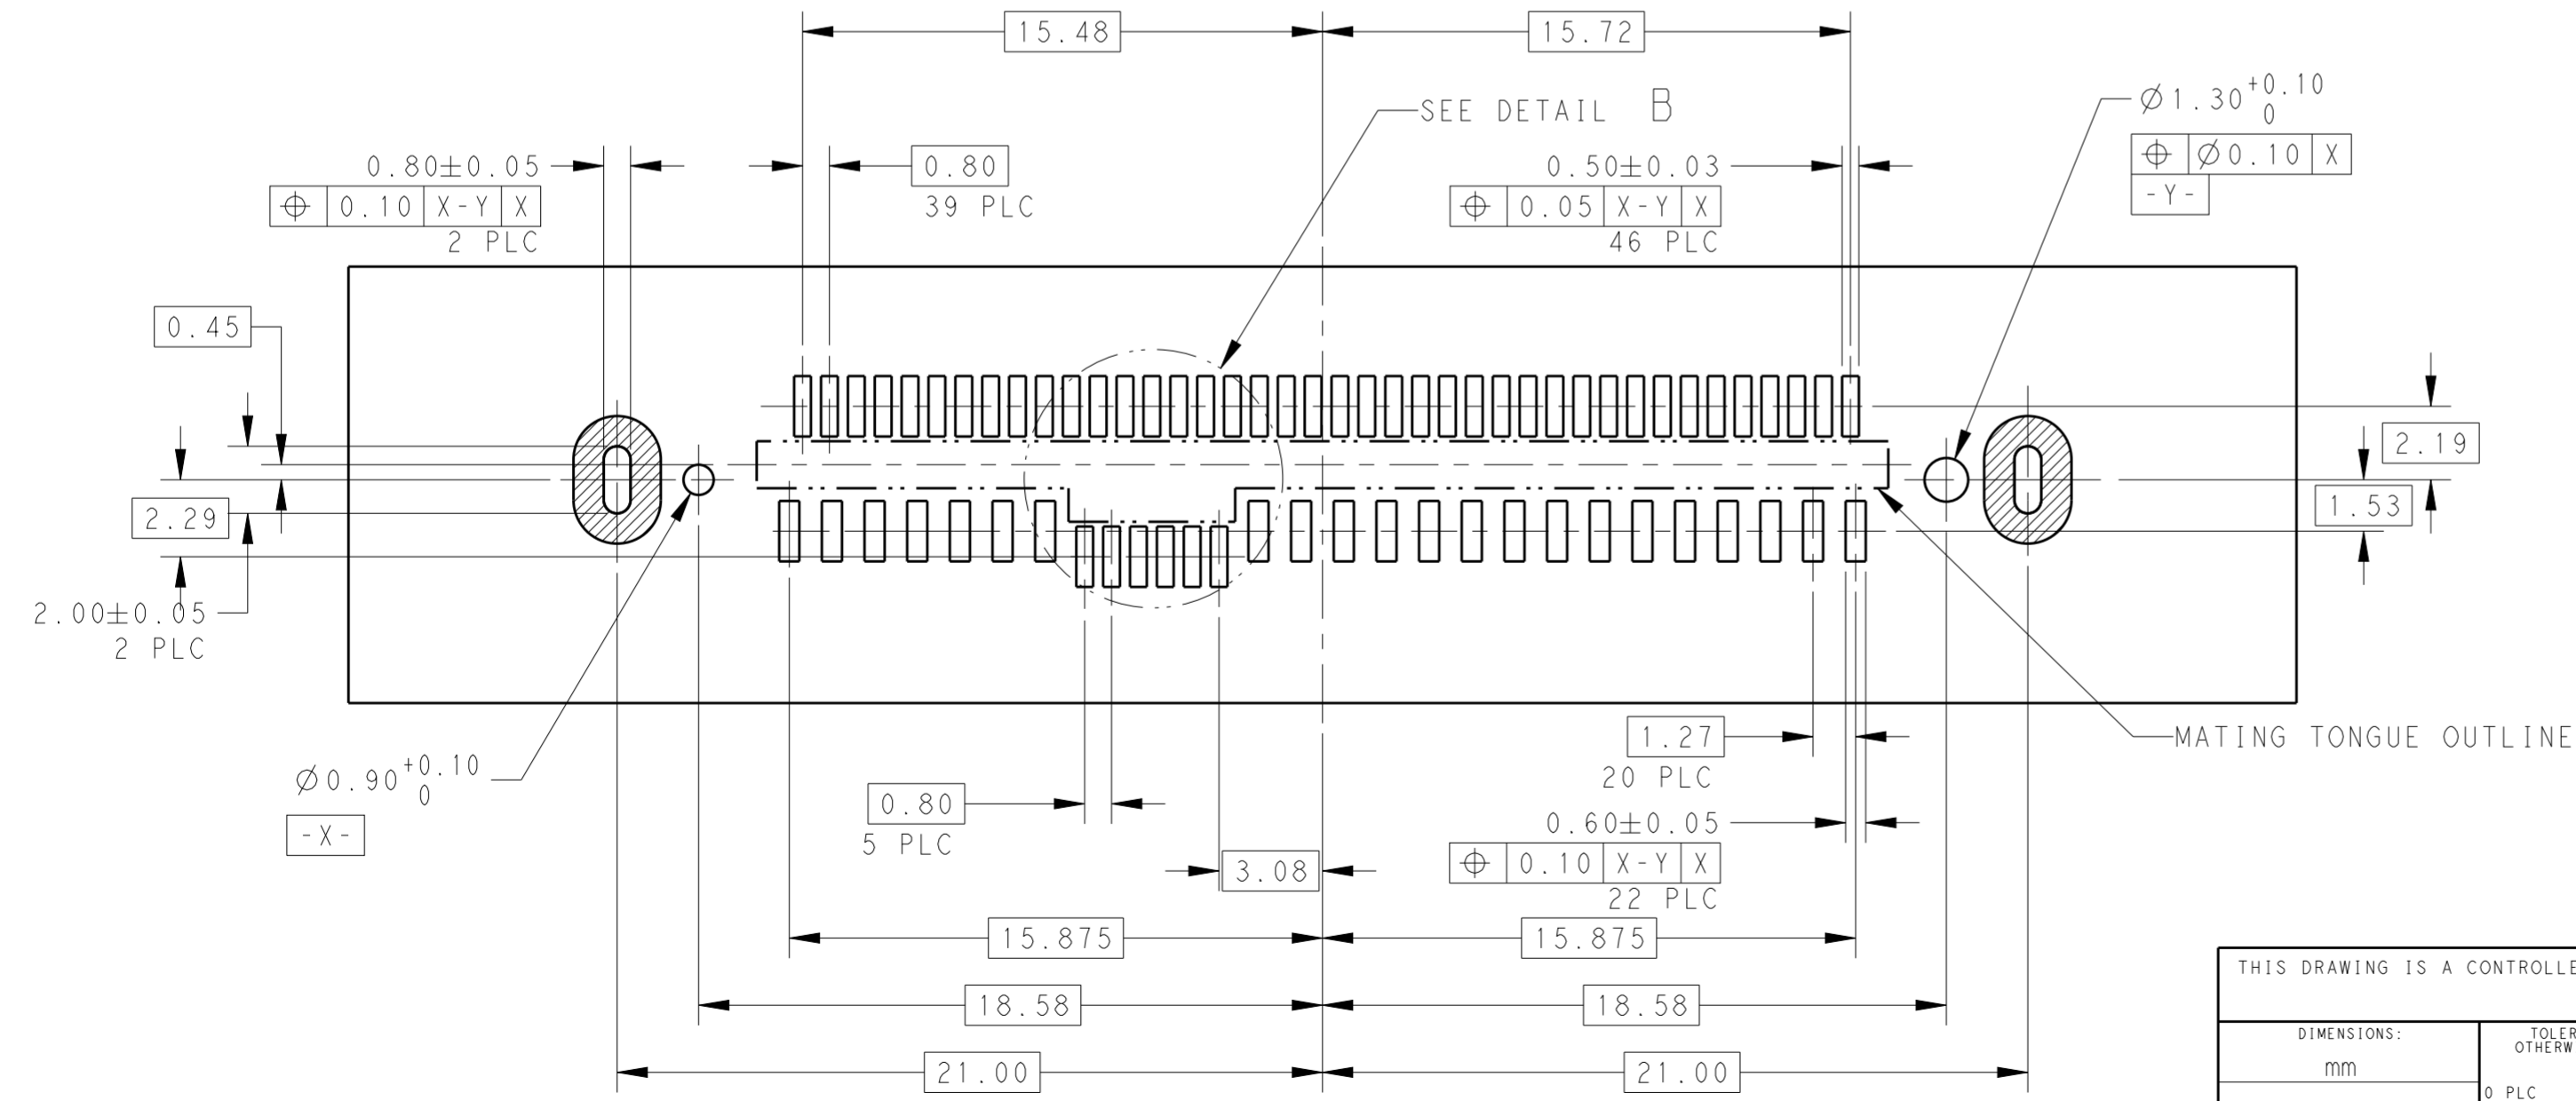 15.48
15.72
SEE DETAIL B
Ø1.30 +0.10 0
⌖ Ø0.10 X
-Y-
0.80±0.05
⌖ 0.10 X-Y X
2 PLC
0.80
39 PLC
0.50±0.03
⌖ 0.05 X-Y X
46 PLC
0.45
2.19
2.29
1.53
2.00±0.05
2 PLC
MATING TONGUE OUTLINE
Ø0.90 +0.10 0
-X-
1.27
20 PLC
0.80
5 PLC
0.60±0.05
⌖ 0.10 X-Y X
22 PLC
3.08
15.875
15.875
18.58
18.58
21.00
21.00
THIS DRAWING IS A CONTROLLE
DIMENSIONS:
mm
TOLER
OTHERW
0 PLC